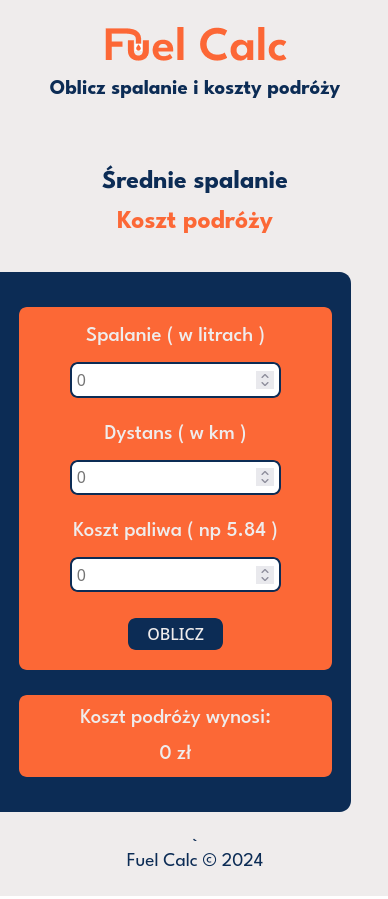 Fuel Calc
Oblicz spalanie i koszty podróży
Średnie spalanie
Koszt podróży
Spalanie ( w litrach )
0
Dystans ( w km )
0
Koszt paliwa ( np 5.84 )
0
OBLICZ
Koszt podróży wynosi:
0 zł
`
Fuel Calc © 2024